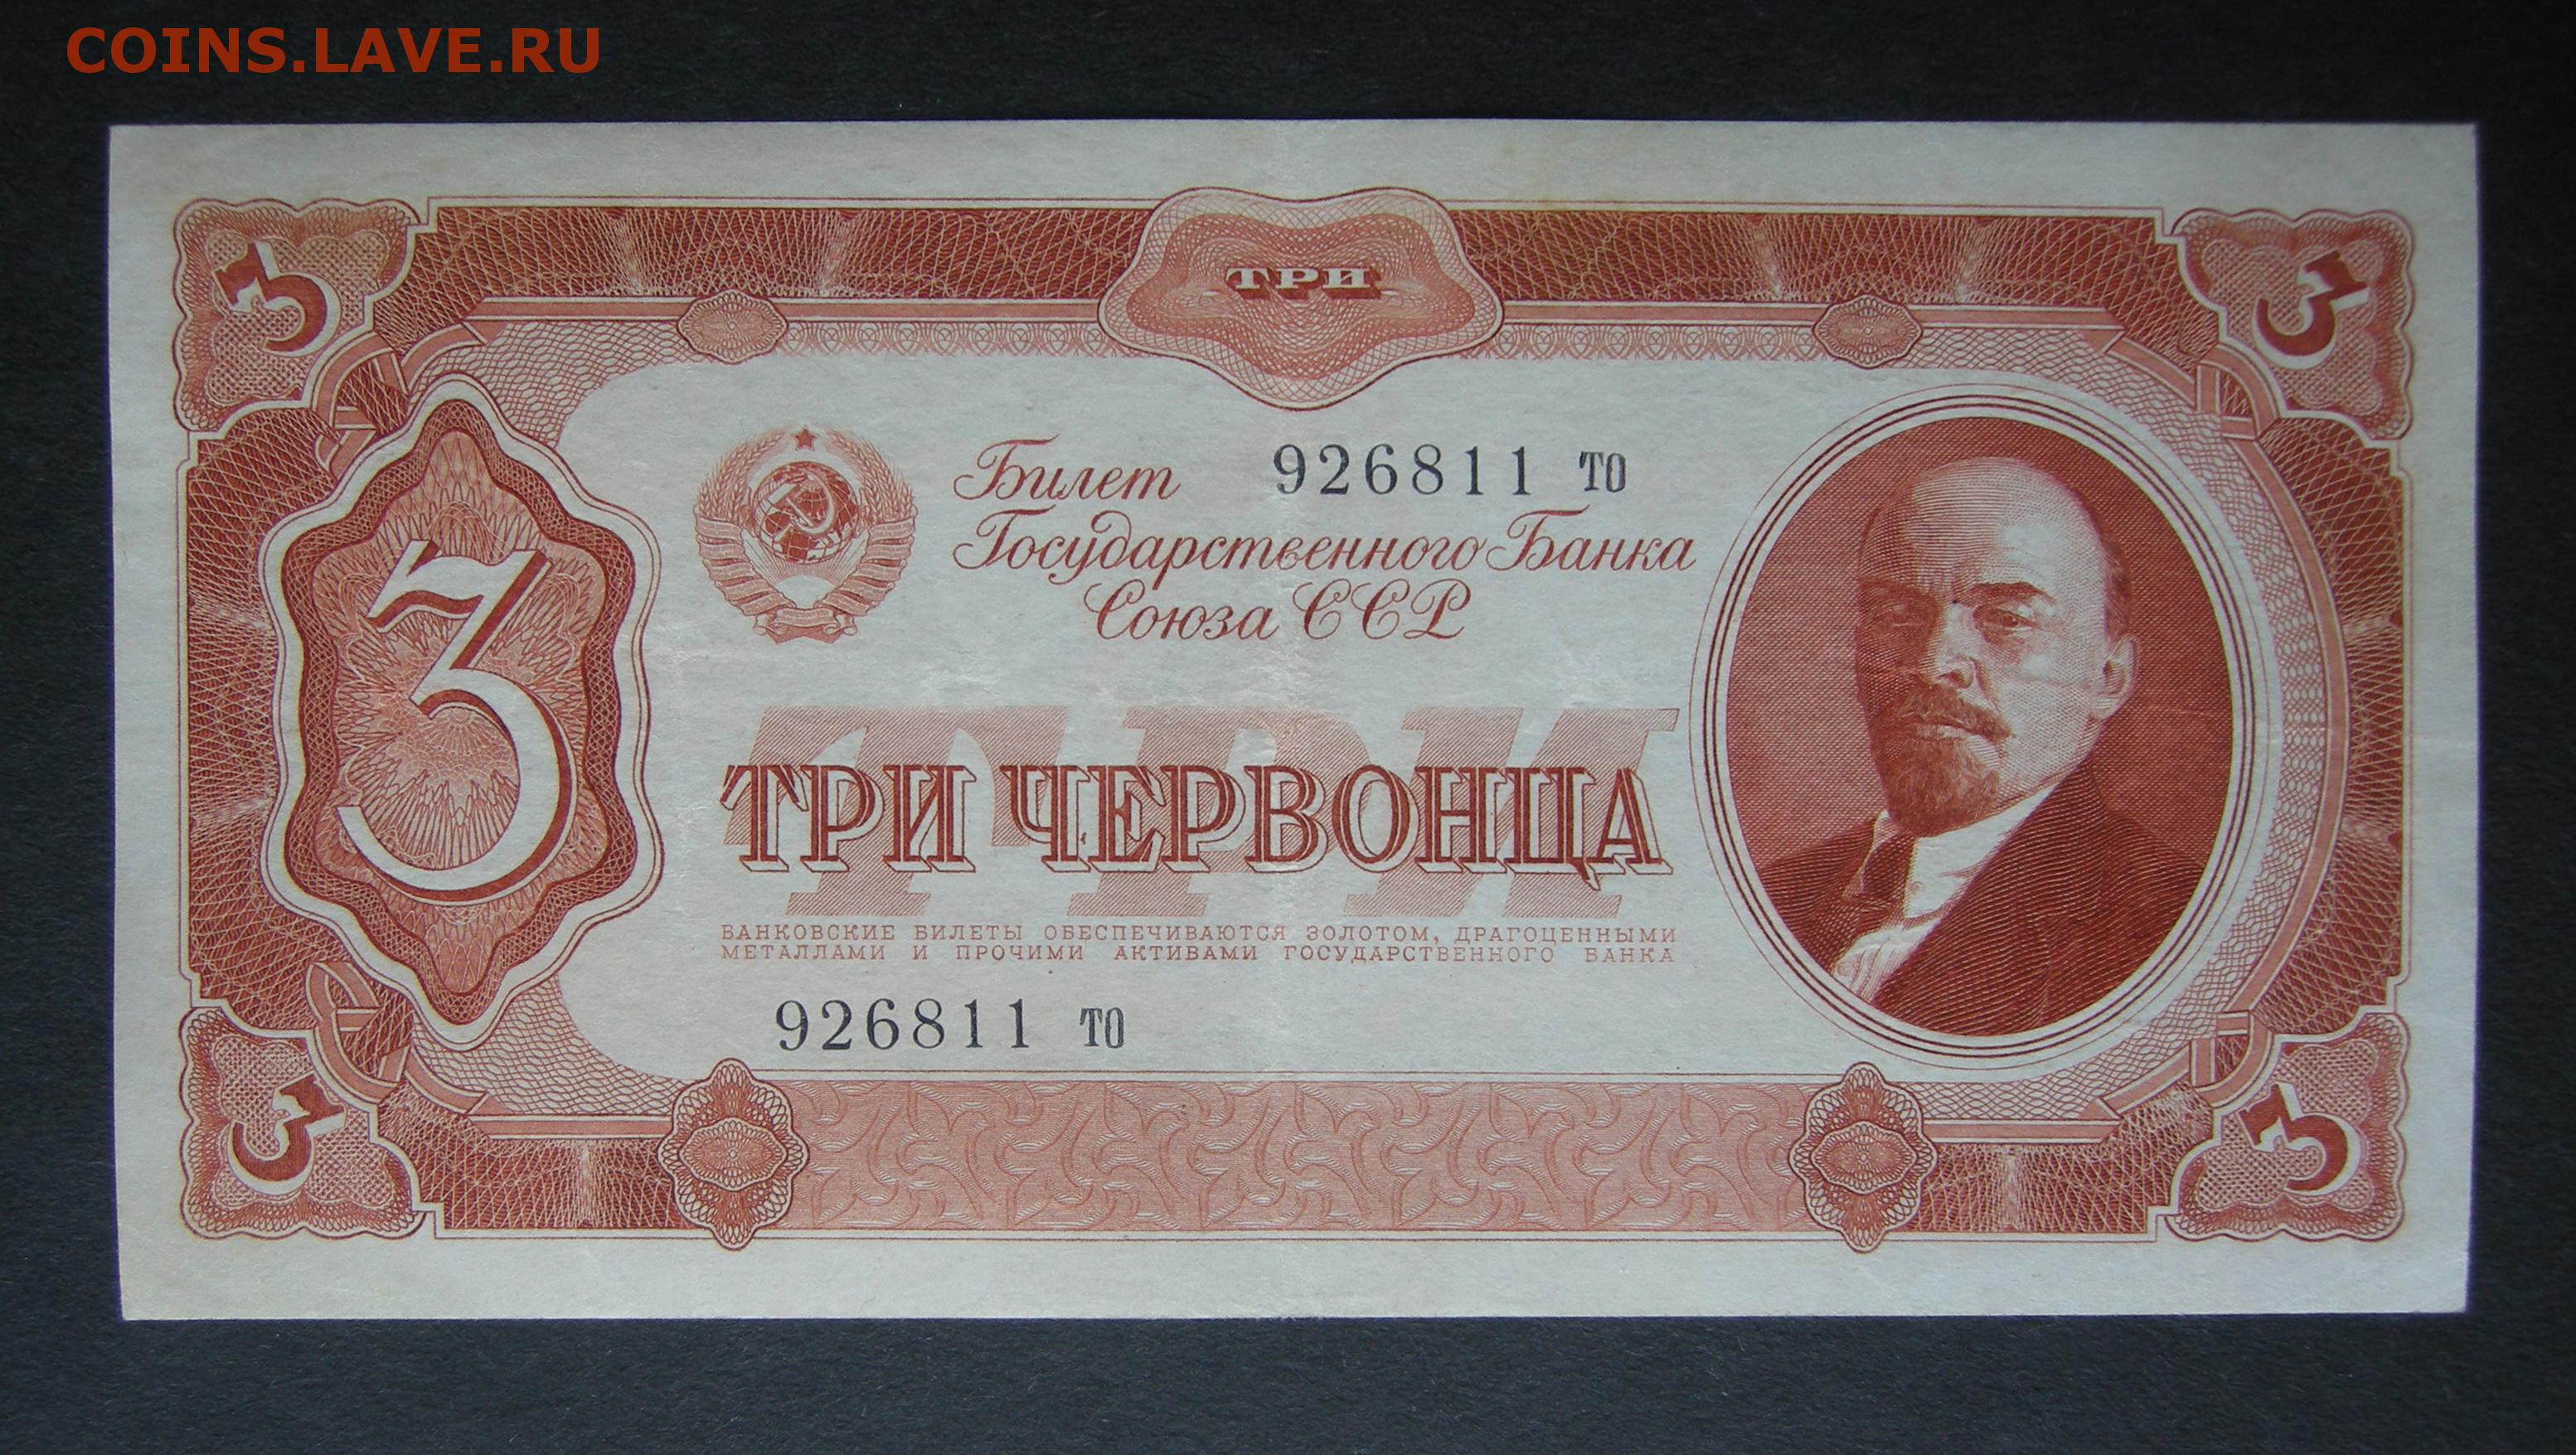 COINS.LAVE.RU
3
ТРИ
3
Билет 926811 ТО
Государственного Банка
Союза ССР
3
ТРИ
ТРИ ЧЕРВОНЦА
БАНКОВСКИЕ БИЛЕТЫ ОБЕСПЕЧИВАЮТСЯ ЗОЛОТОМ, ДРАГОЦЕННЫМИ
МЕТАЛЛАМИ И ПРОЧИМИ АКТИВАМИ ГОСУДАРСТВЕННОГО БАНКА
926811 ТО
3
3